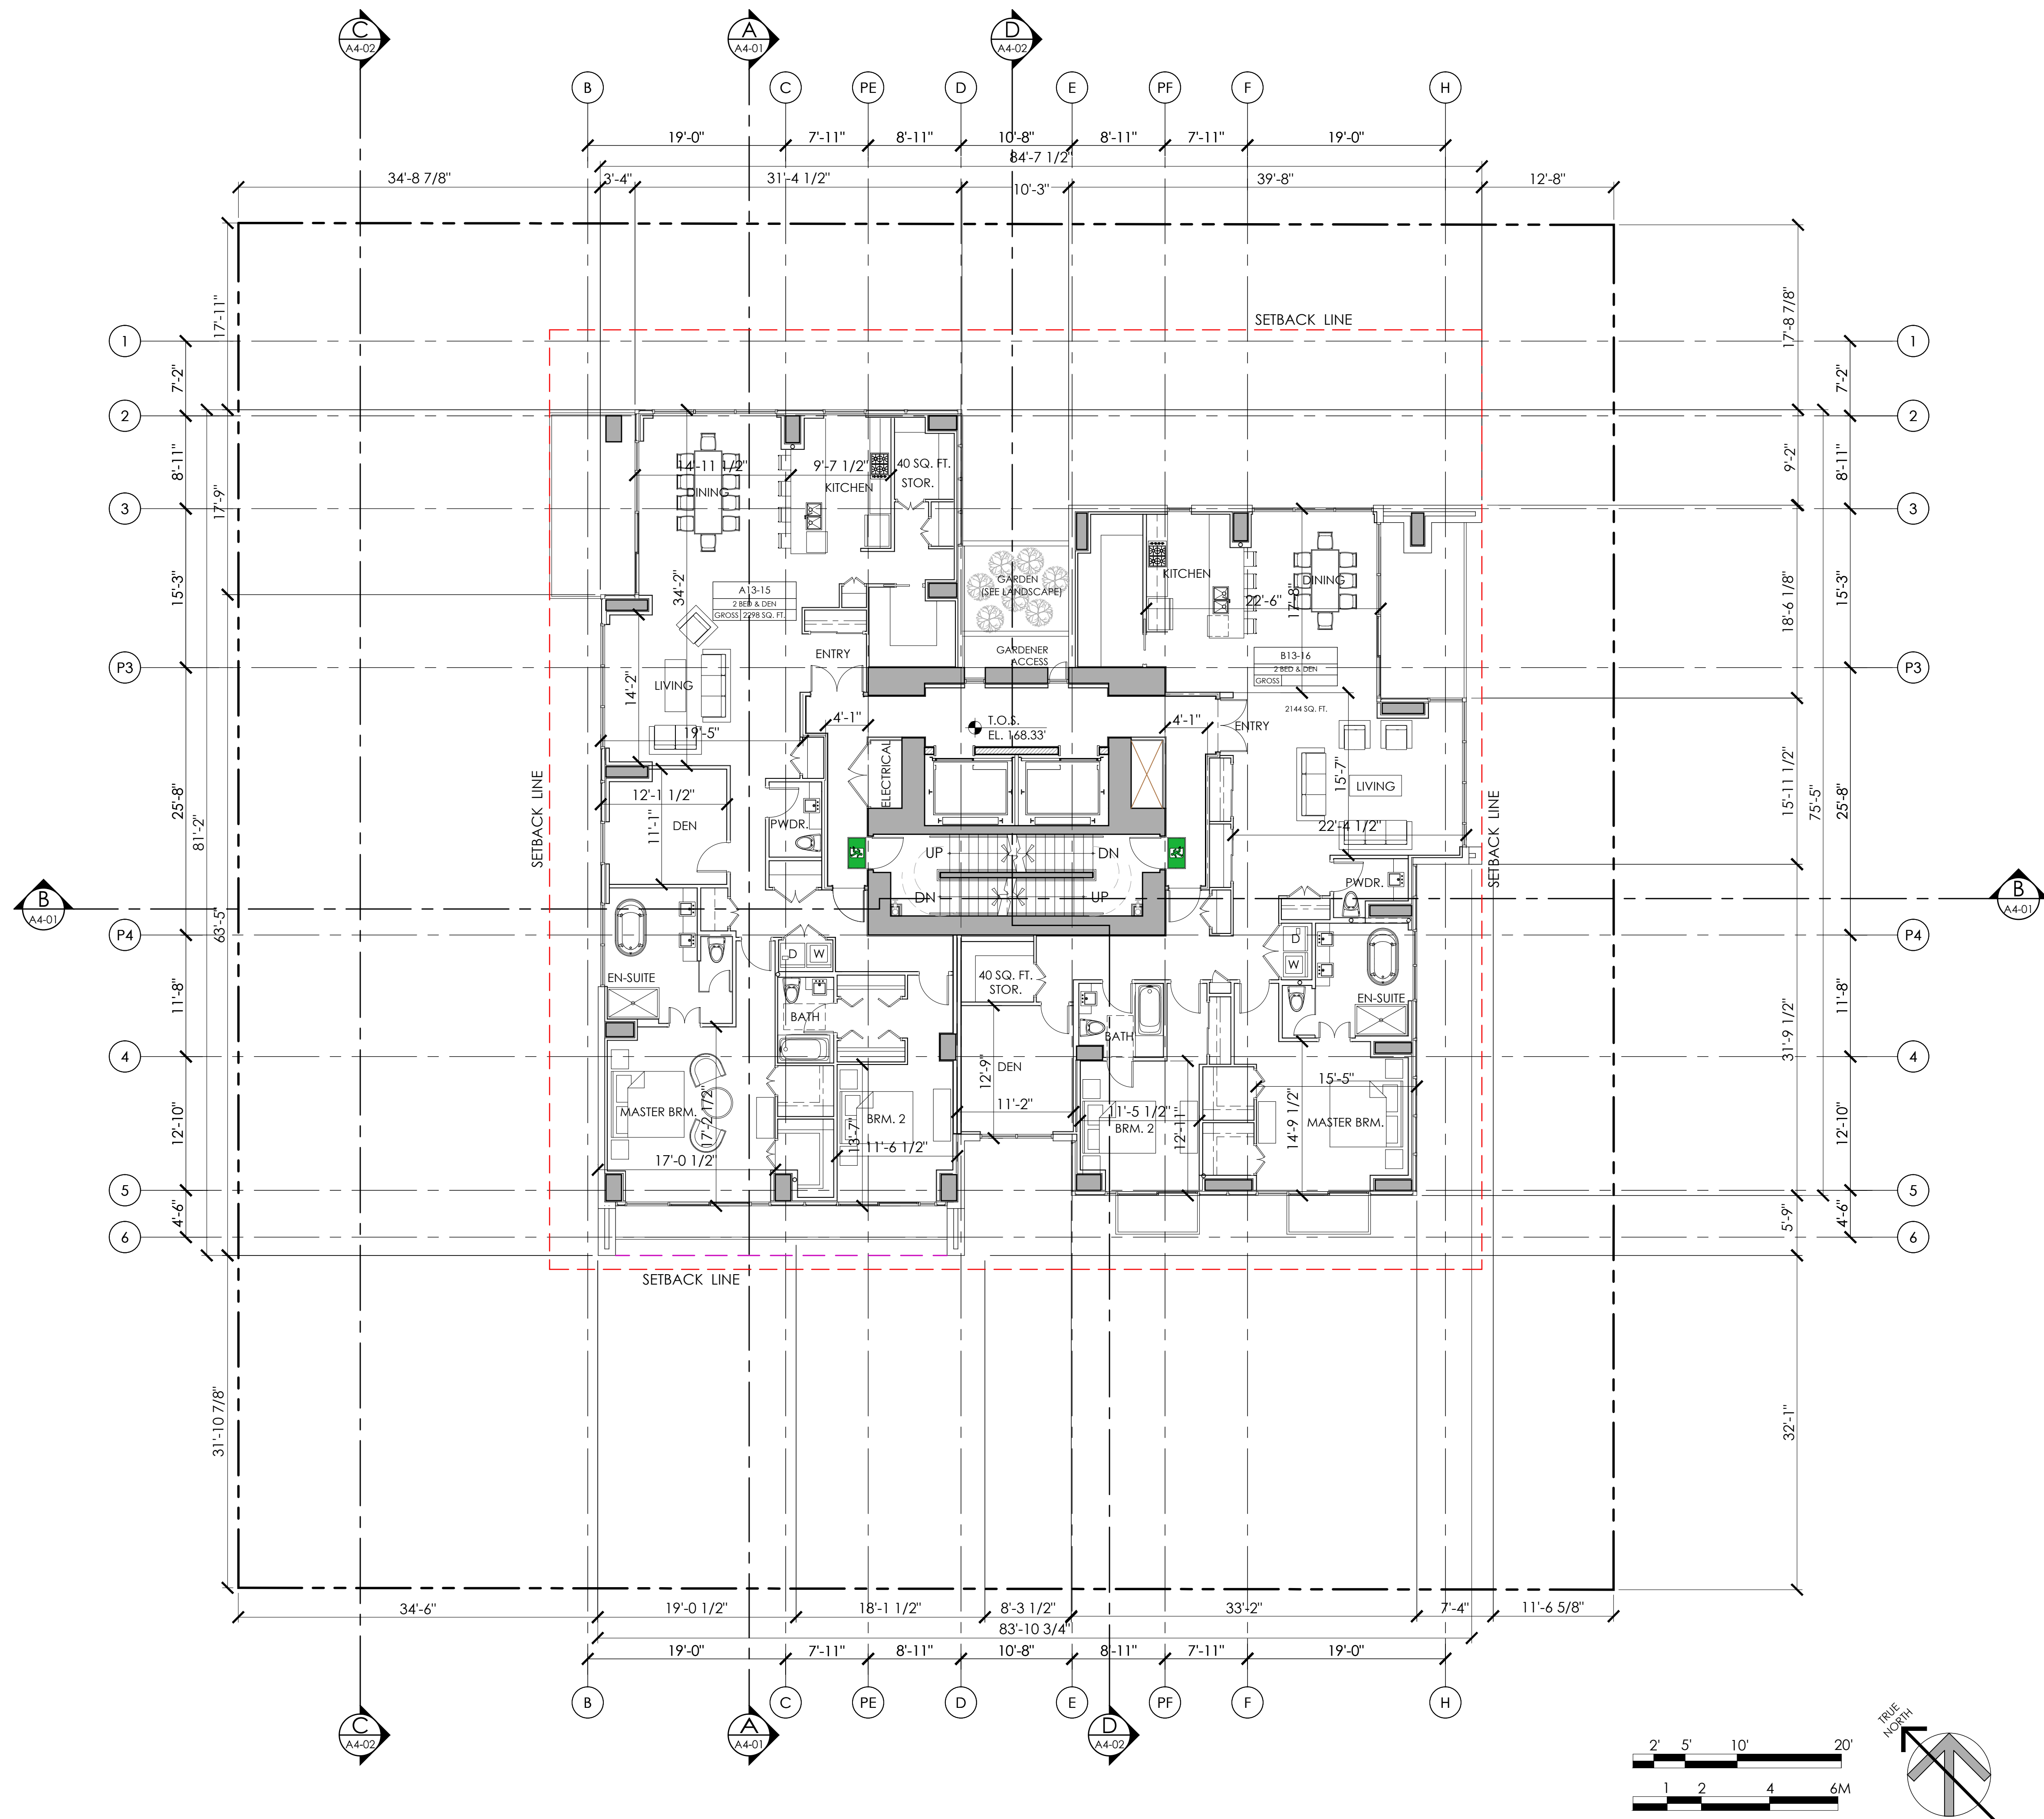 C
A4-02
A
A4-01
D
A4-02
B
C
PE
D
E
PF
F
H
19'-0"
7'-11"
8'-11"
10'-8"
8'-11"
7'-11"
19'-0"
84'-7 1/2"
34'-8 7/8"
3'-4"
31'-4 1/2"
10'-3"
39'-8"
12'-8"
SETBACK LINE
1
2
3
P3
P4
4
5
6
7'-2"
8'-11"
15'-3"
25'-8"
11'-8"
12'-10"
4'-6"
17'-11"
17'-9"
81'-2"
63'-5"
31'-10 7/8"
14'-11 1/2"
DINING
9'-7 1/2"
KITCHEN
40 SQ. FT.
STOR.
34'-2"
A13-15
2 BED & DEN
GROSS 2298 SQ. FT.
ENTRY
LIVING
14'-2"
19'-5"
4'-1"
GARDEN
(SEE LANDSCAPE)
GARDENER
ACCESS
T.O.S.
EL. 168.33'
ELECTRICAL
KITCHEN
DINING
22'-6"
17'-8"
B13-16
2 BED & DEN
GROSS
2144 SQ. FT.
4'-1"
ENTRY
15'-7"
LIVING
22'-4 1/2"
SETBACK LINE
SETBACK LINE
12'-1 1/2"
DEN
11'-1"
PWDR.
UP
DN
DN
UP
PWDR.
B
A4-01
B
A4-01
EN-SUITE
D
W
BATH
40 SQ. FT.
STOR.
BATH
D
W
EN-SUITE
MASTER BRM.
17'-2 1/2"
17'-0 1/2"
BRM. 2
13'-7"
11'-6 1/2"
12'-9"
DEN
11'-2"
11'-5 1/2"
BRM. 2
12'-11"
15'-5"
MASTER BRM.
14'-9 1/2"
SETBACK LINE
17'-8 7/8"
9'-2"
18'-6 1/8"
15'-11 1/2"
75'-5"
31'-9 1/2"
5'-9"
32'-1"
7'-2"
8'-11"
15'-3"
25'-8"
11'-8"
12'-10"
4'-6"
1
2
3
P3
P4
4
5
6
34'-6"
19'-0 1/2"
18'-1 1/2"
8'-3 1/2"
33'-2"
7'-4"
11'-6 5/8"
83'-10 3/4"
19'-0"
7'-11"
8'-11"
10'-8"
8'-11"
7'-11"
19'-0"
B
C
PE
D
E
PF
F
H
C
A4-02
A
A4-01
D
A4-02
2' 5' 10' 20'
1 2 4 6M
TRUE
NORTH